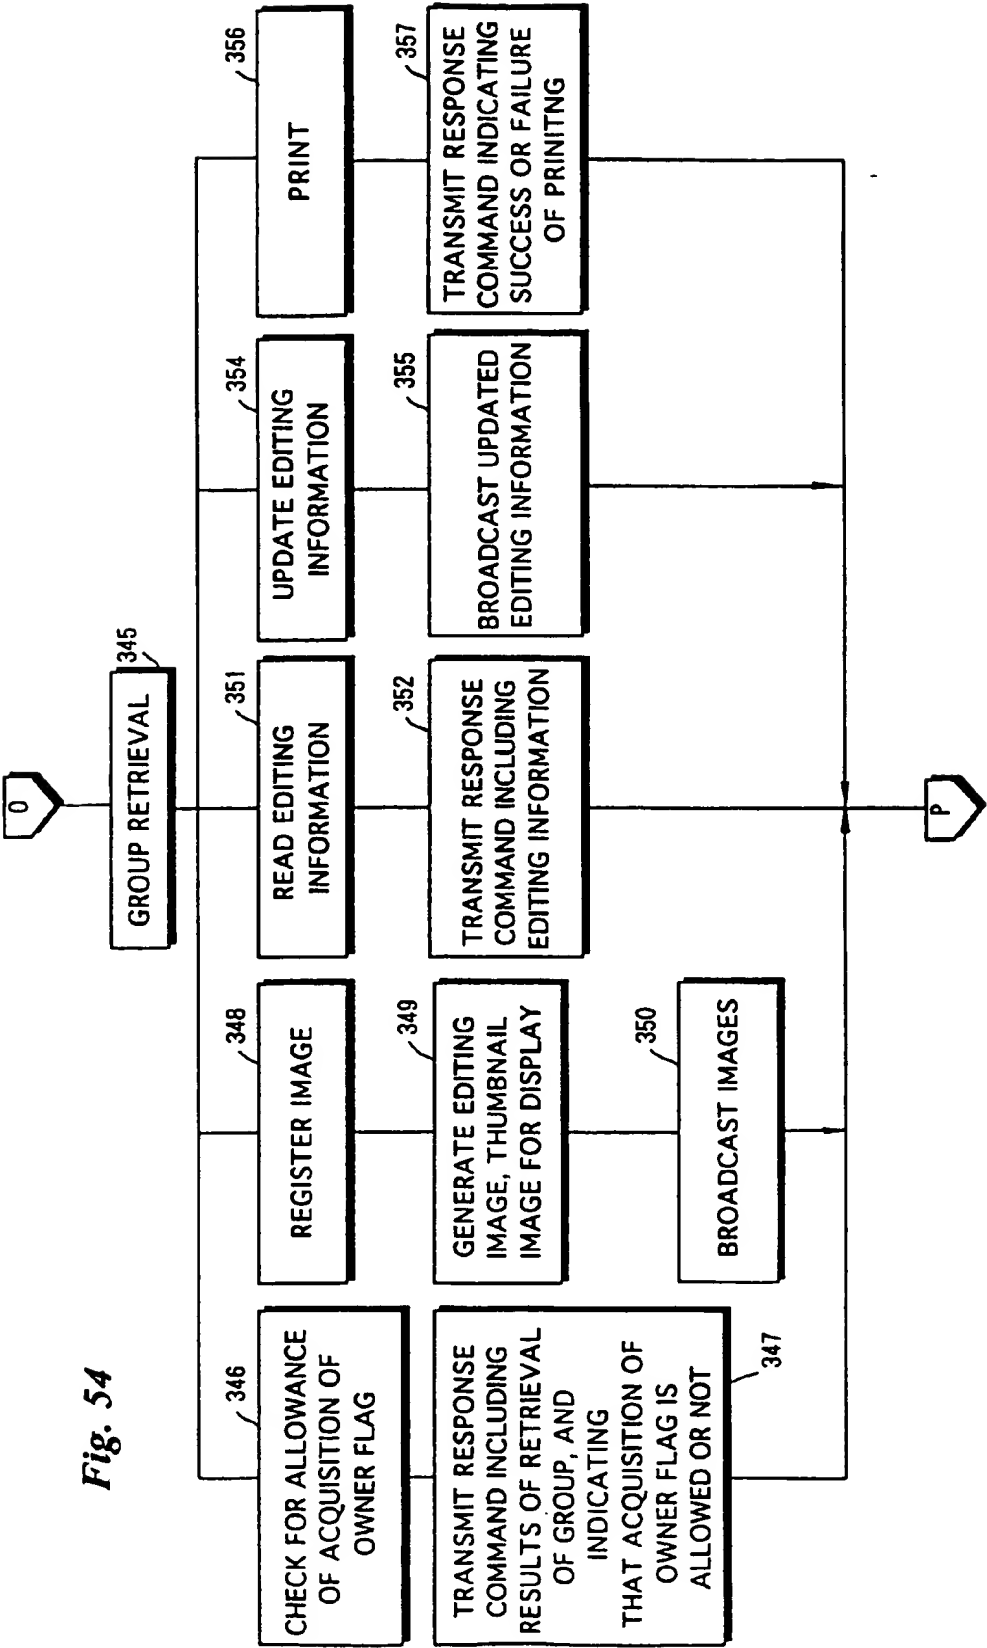 Fig. 54
O
345
GROUP RETRIEVAL
346
CHECK FOR ALLOWANCE
OF ACQUISITION OF
OWNER FLAG
TRANSMIT RESPONSE
COMMAND INCLUDING
RESULTS OF RETRIEVAL
OF GROUP, AND
INDICATING
THAT ACQUISITION OF
OWNER FLAG IS
ALLOWED OR NOT
347
348
REGISTER IMAGE
349
GENERATE EDITING
IMAGE, THUMBNAIL
IMAGE FOR DISPLAY
350
BROADCAST IMAGES
351
READ EDITING
INFORMATION
352
TRANSMIT RESPONSE
COMMAND INCLUDING
EDITING INFORMATION
354
UPDATE EDITING
INFORMATION
355
BROADCAST UPDATED
EDITING INFORMATION
356
PRINT
357
TRANSMIT RESPONSE
COMMAND INDICATING
SUCCESS OR FAILURE
OF PRINITNG
P